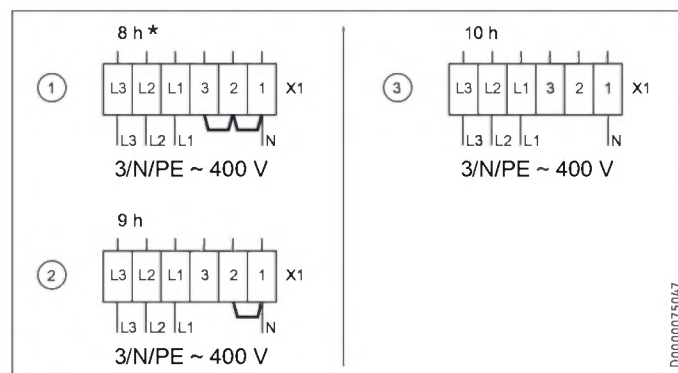 8 h *
1 L3 L2 L1 3 2 1 X1
L3 L2 L1 N
3/N/PE ~ 400 V
9 h
2 L3 L2 L1 3 2 1 X1
L3 L2 L1 N
3/N/PE ~ 400 V
10 h
3 L3 L2 L1 3 2 1 X1
L3 L2 L1 N
3/N/PE ~ 400 V
D0000075047